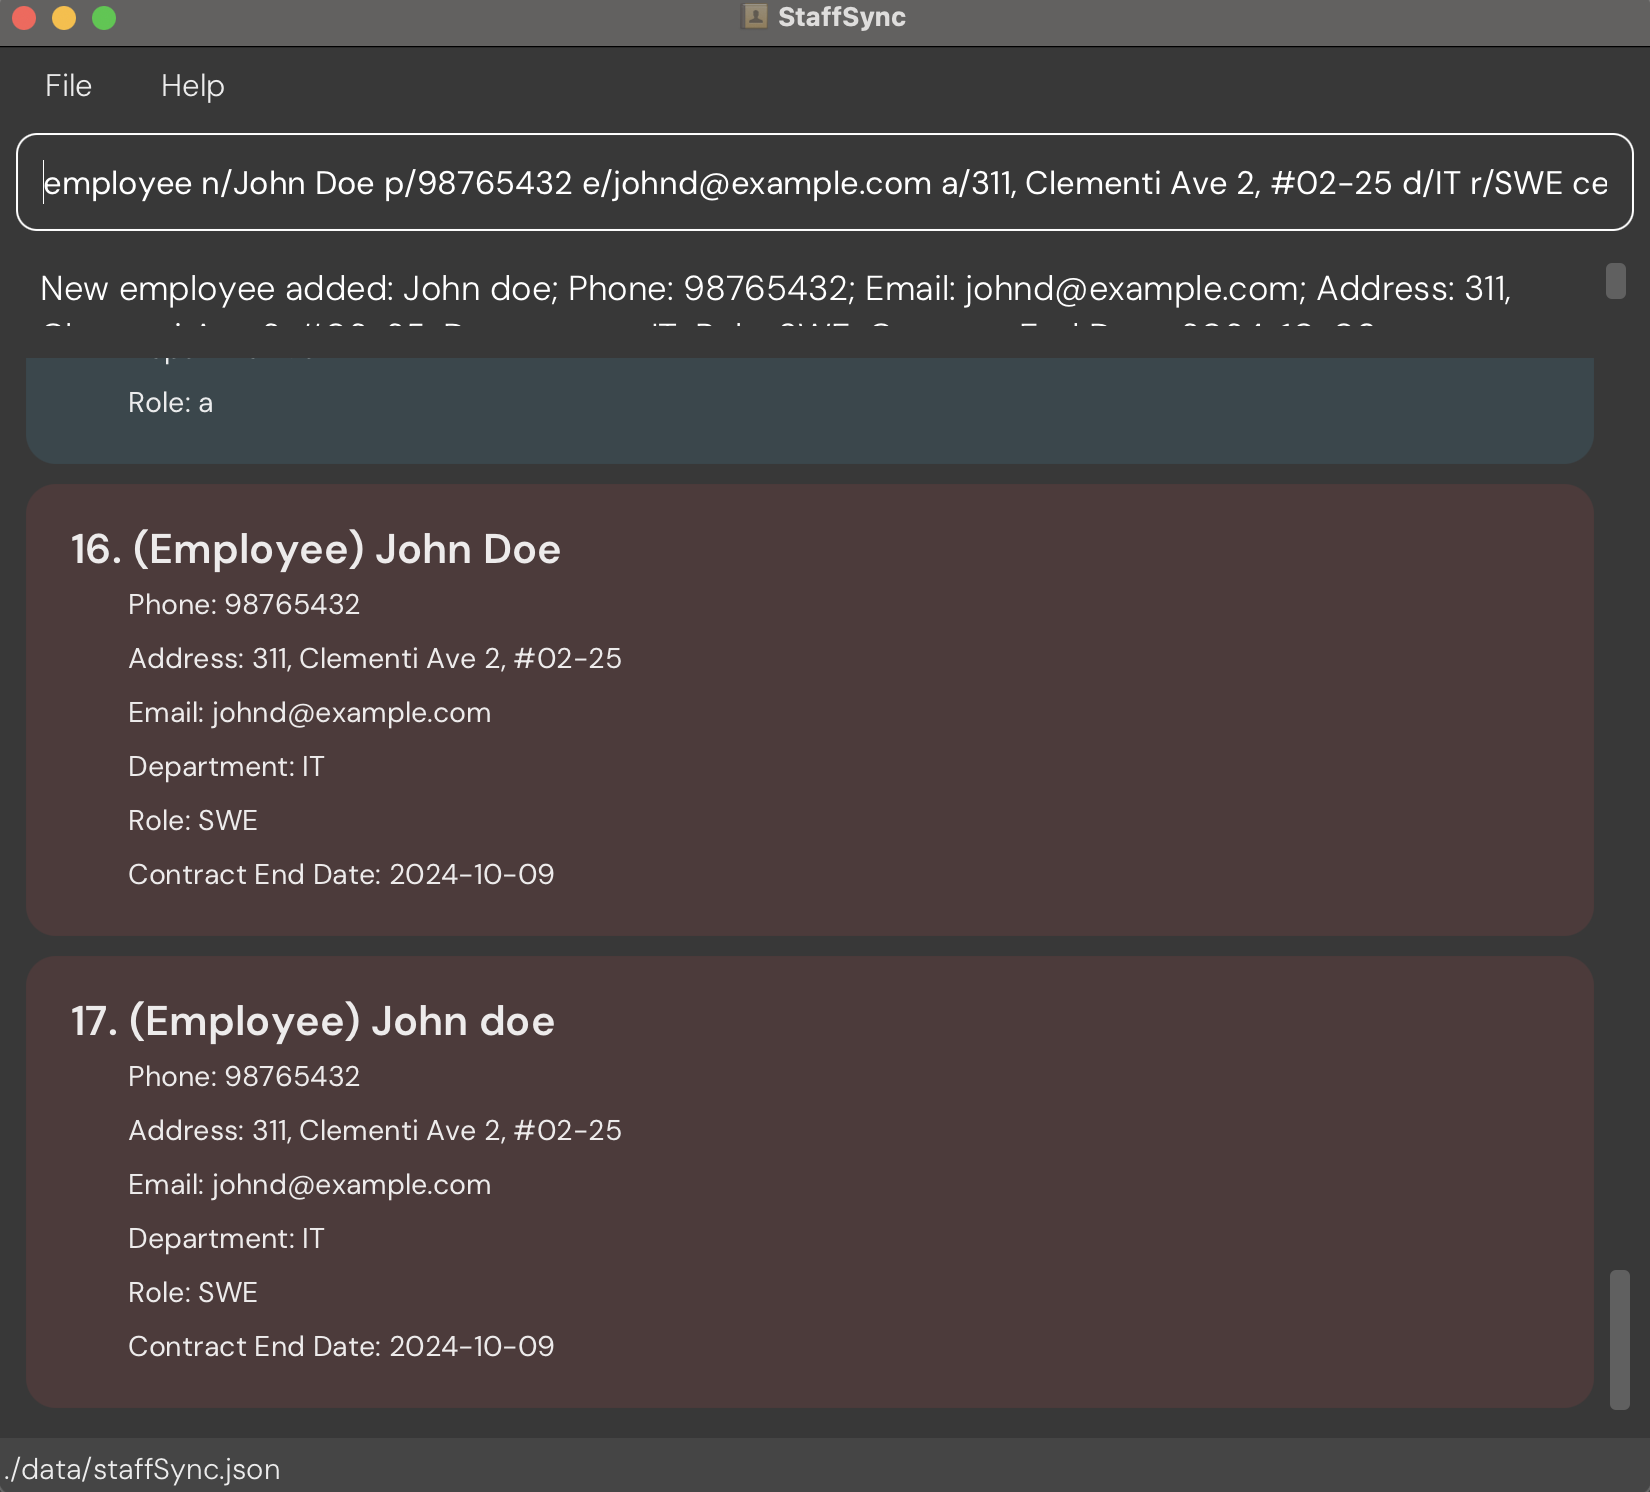 StaffSync
File Help
employee n/John Doe p/98765432 e/johnd@example.com a/311, Clementi Ave 2, #02-25 d/IT r/SWE ce
New employee added: John doe; Phone: 98765432; Email: johnd@example.com; Address: 311,
Role: a
16. (Employee) John Doe
Phone: 98765432
Address: 311, Clementi Ave 2, #02-25
Email: johnd@example.com
Department: IT
Role: SWE
Contract End Date: 2024-10-09
17. (Employee) John doe
Phone: 98765432
Address: 311, Clementi Ave 2, #02-25
Email: johnd@example.com
Department: IT
Role: SWE
Contract End Date: 2024-10-09
./data/staffSync.json